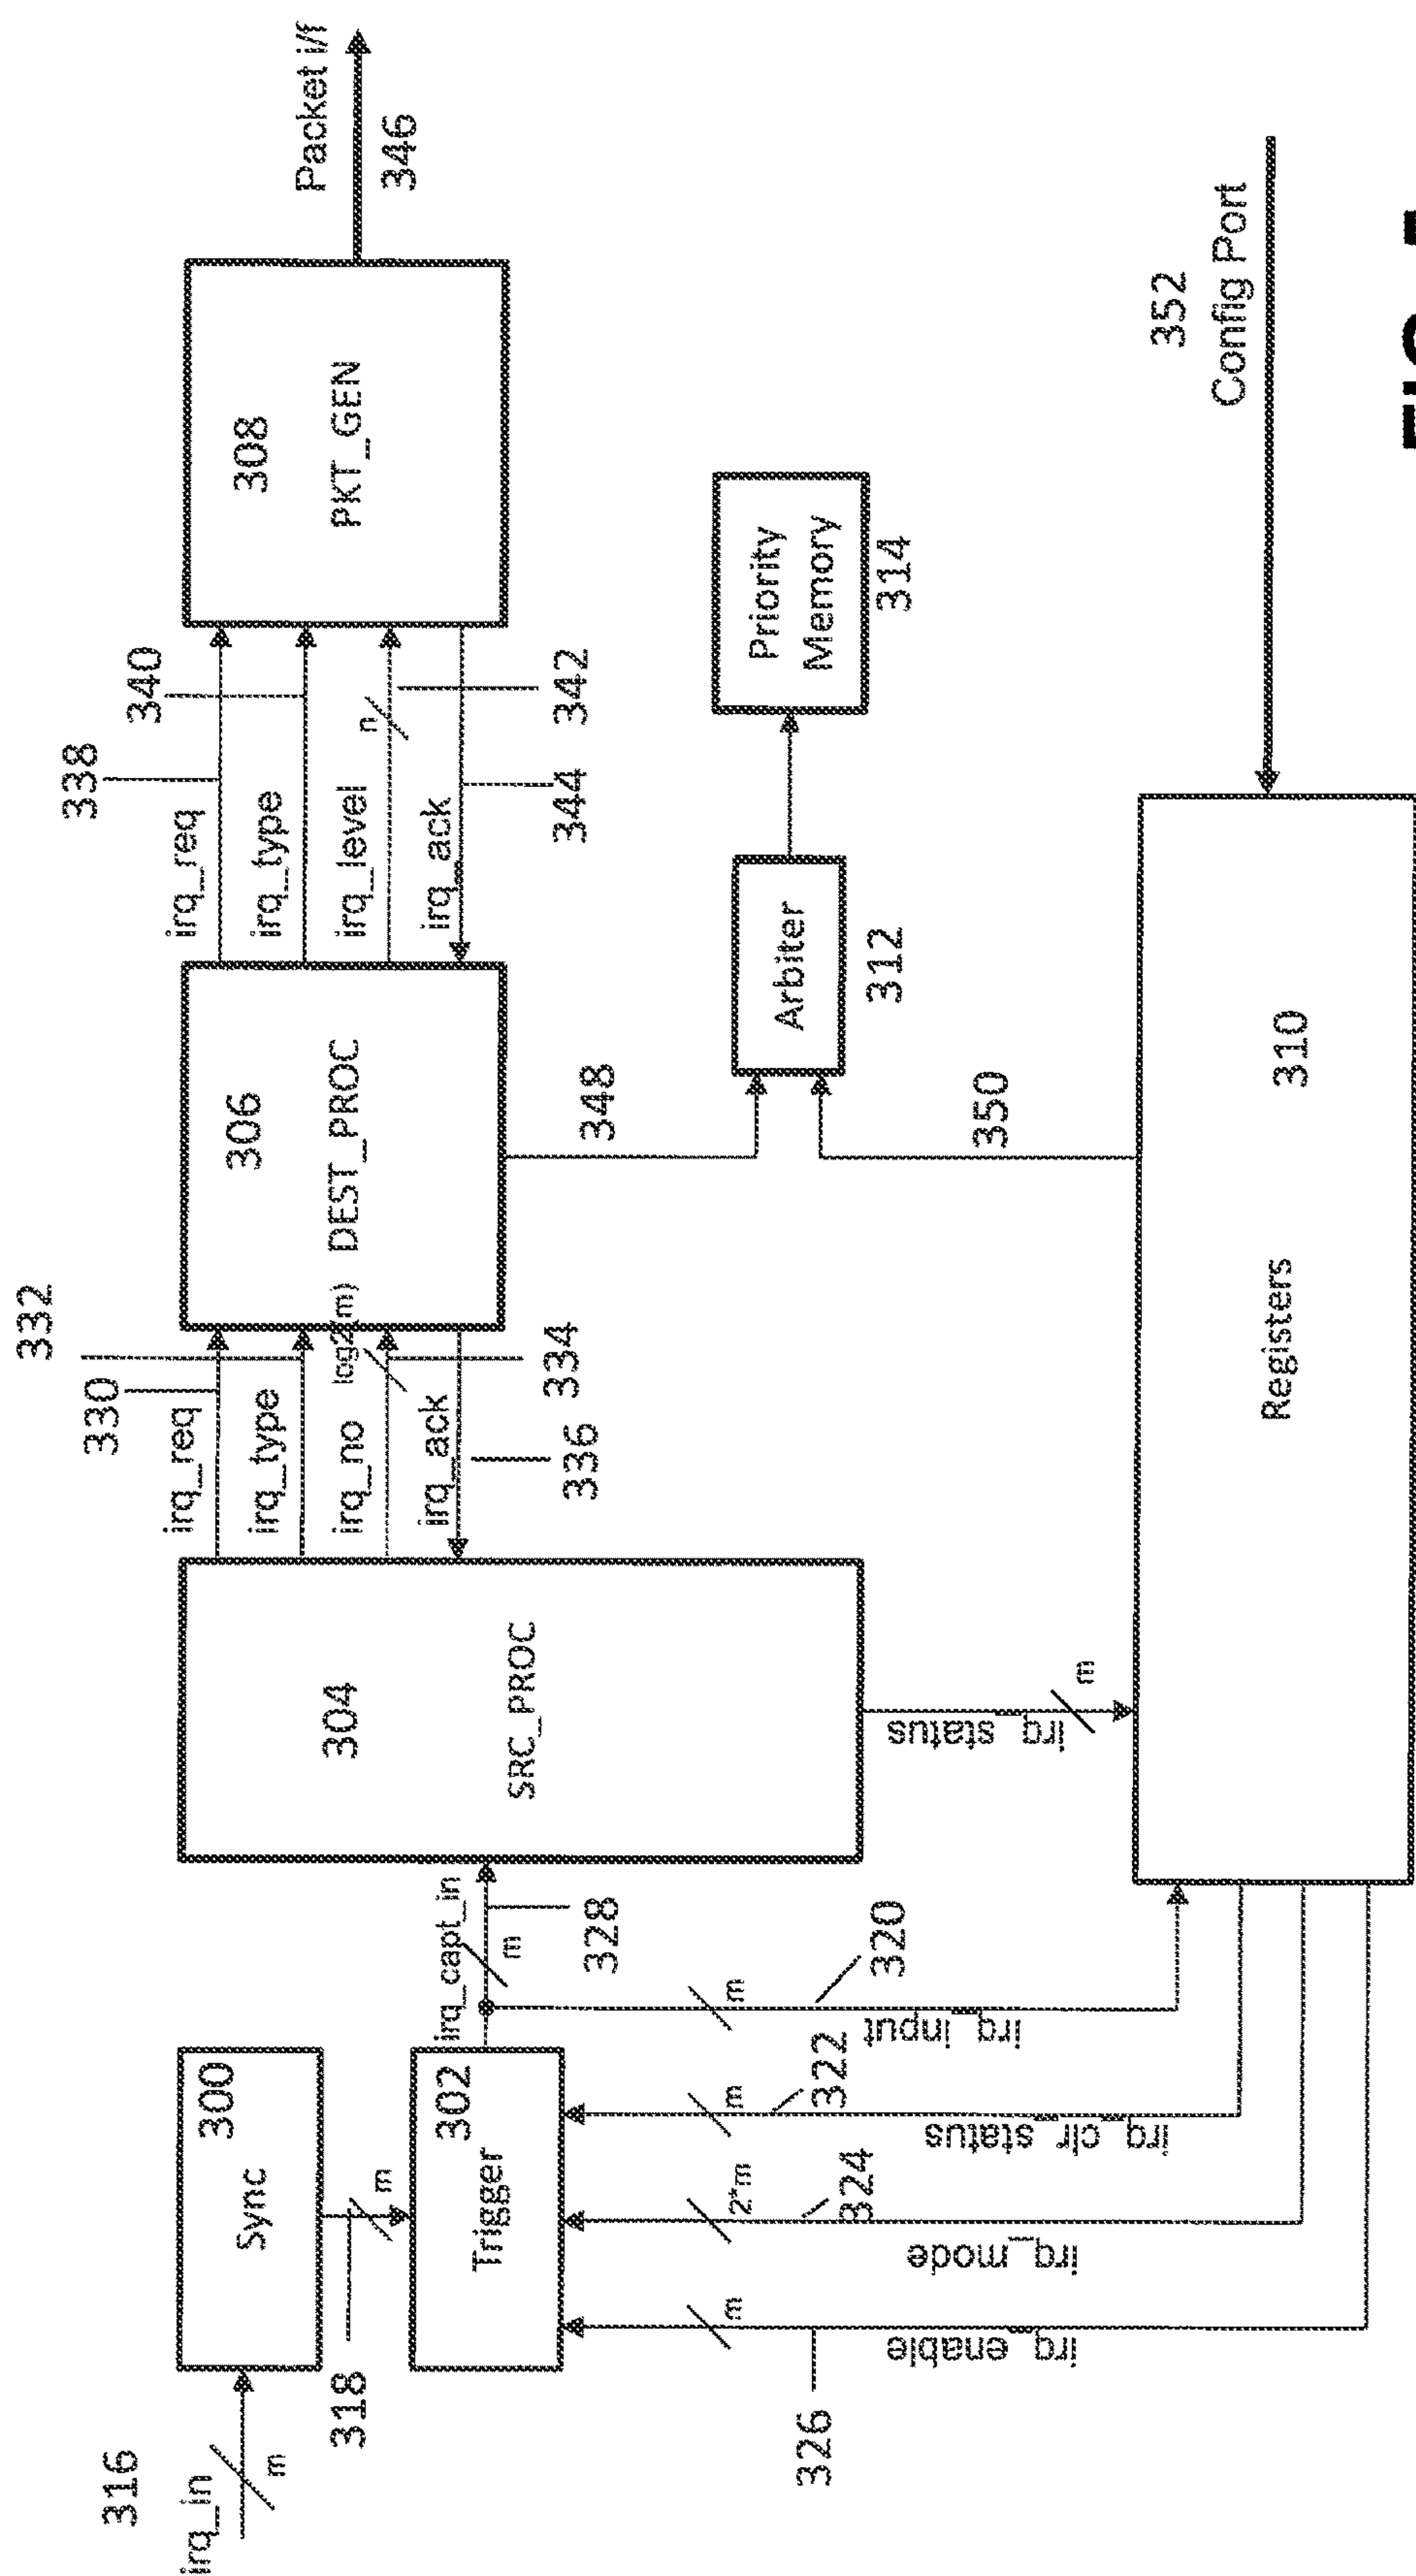 316
irq_in
m
300
Sync
318
m
302
Trigger
irq_capt_in
m
328
m
320
irq_input
m
322
irq_clr_status
2*m
324
irq_mode
m
326
irq_enable
304
SRC_PROC
irq_status
m
330
332
irq_req
irq_type
irq_no
log2(m)
irq_ack
334
336
306
DEST_PROC
338
340
irq_req
irq_type
irq_level
n
irq_ack
342
344
308
PKT_GEN
Packet i/f
346
348
350
Arbiter
312
Priority
Memory
314
310
Registers
352
Config Port